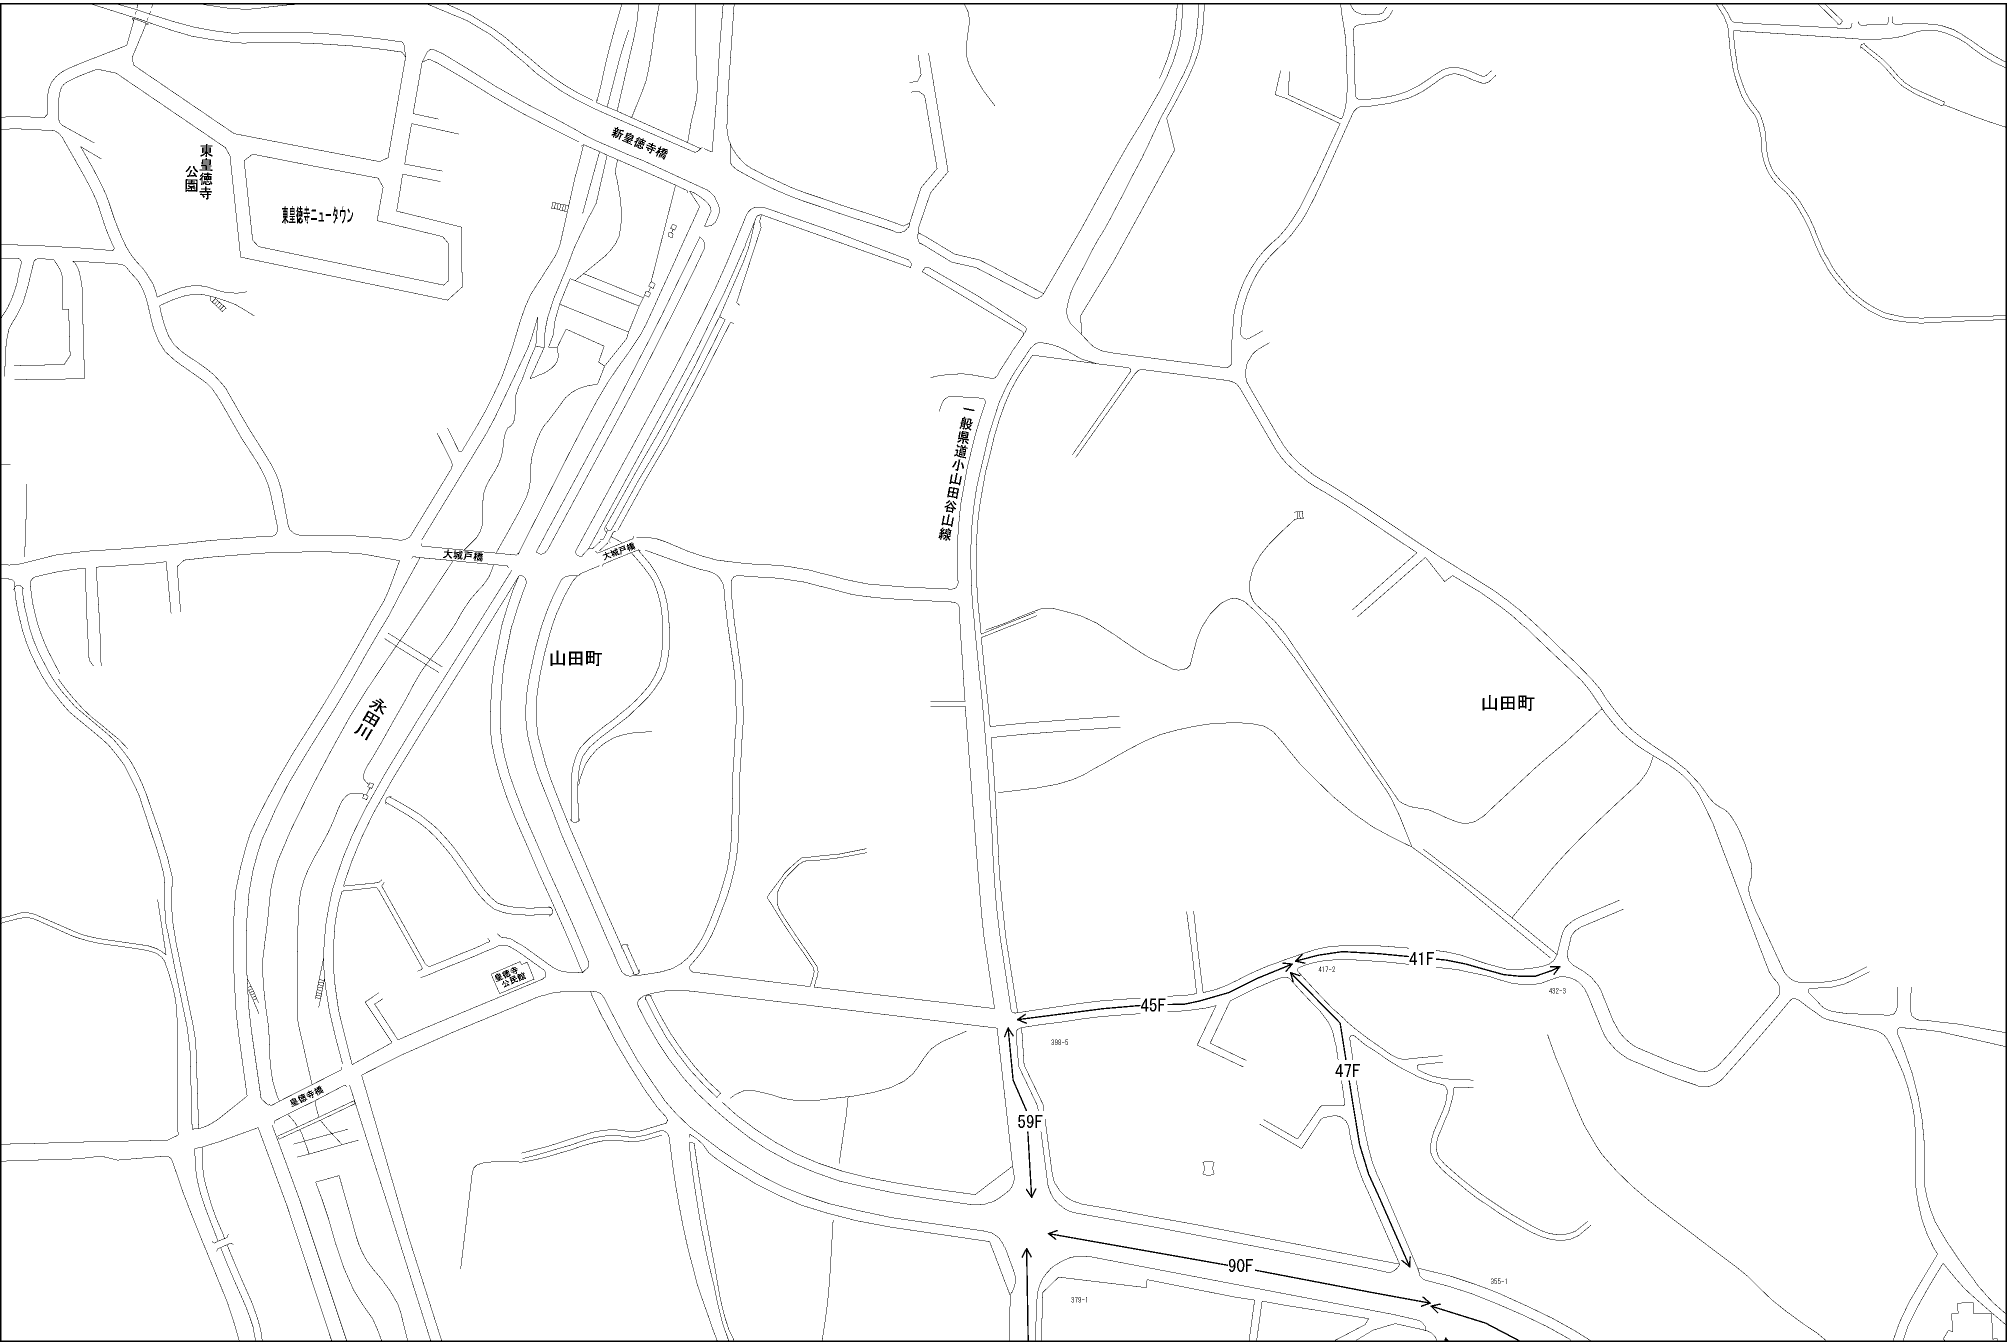 新皇徳寺橋
東皇徳寺
公園
東皇徳寺ニュータウン
一般県道小山田谷山線
大城戸橋
大城戸橋
山田町
山田町
永田川
皇徳寺
公民館
皇徳寺橋
41F
417-2
432-3
45F
398-5
47F
59F
90F
355-1
379-1